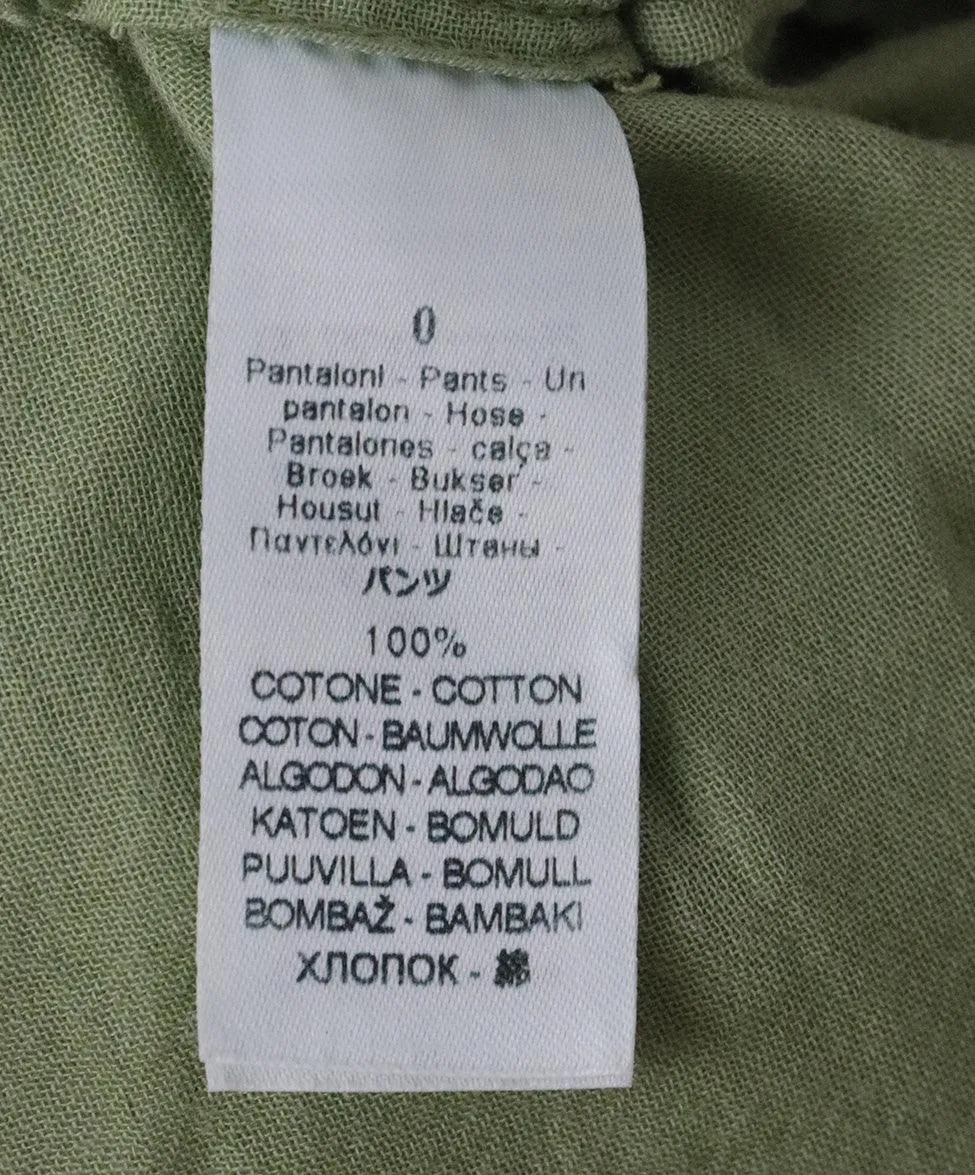 0
Pantaloni - Pants - Un
pantalon - Hose -
Pantalones - calça -
Broek - Bukser -
Housut - Hlače -
Παντελόνι - Штаны -
パンツ
100%
COTONE - COTTON
COTON - BAUMWOLLE
ALGODON - ALGODAO
KATOEN - BOMULD
PUUVILLA - BOMULL
BOMBAŽ - BAMBAKI
ХЛОПОК - 綿